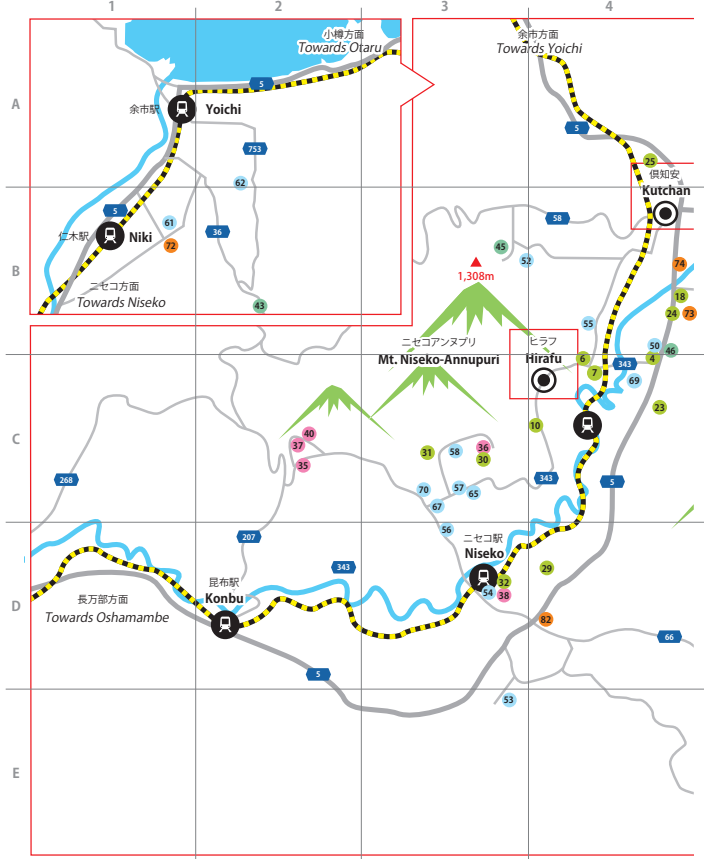 1
2
3
4
A
B
C
D
E
小樽方面
Towards Otaru
5
余市駅
Yoichi
753
62
5
仁木駅
Niki
61
72
36
ニセコ方面
Towards Niseko
43
余市方面
Towards Yoichi
5
25
倶知安
Kutchan
58
45
52
1,308m
74
18
24
73
55
50
46
ニセコアンヌプリ
Mt. Niseko-Annupuri
ヒラフ
Hirafu
6
4
343
7
69
23
10
40
37
35
31
58
36
30
268
70
57
65
67
343
5
56
207
ニセコ駅
Niseko
343
29
32
54
38
昆布駅
Konbu
長万部方面
Towards Oshamambe
82
66
5
53